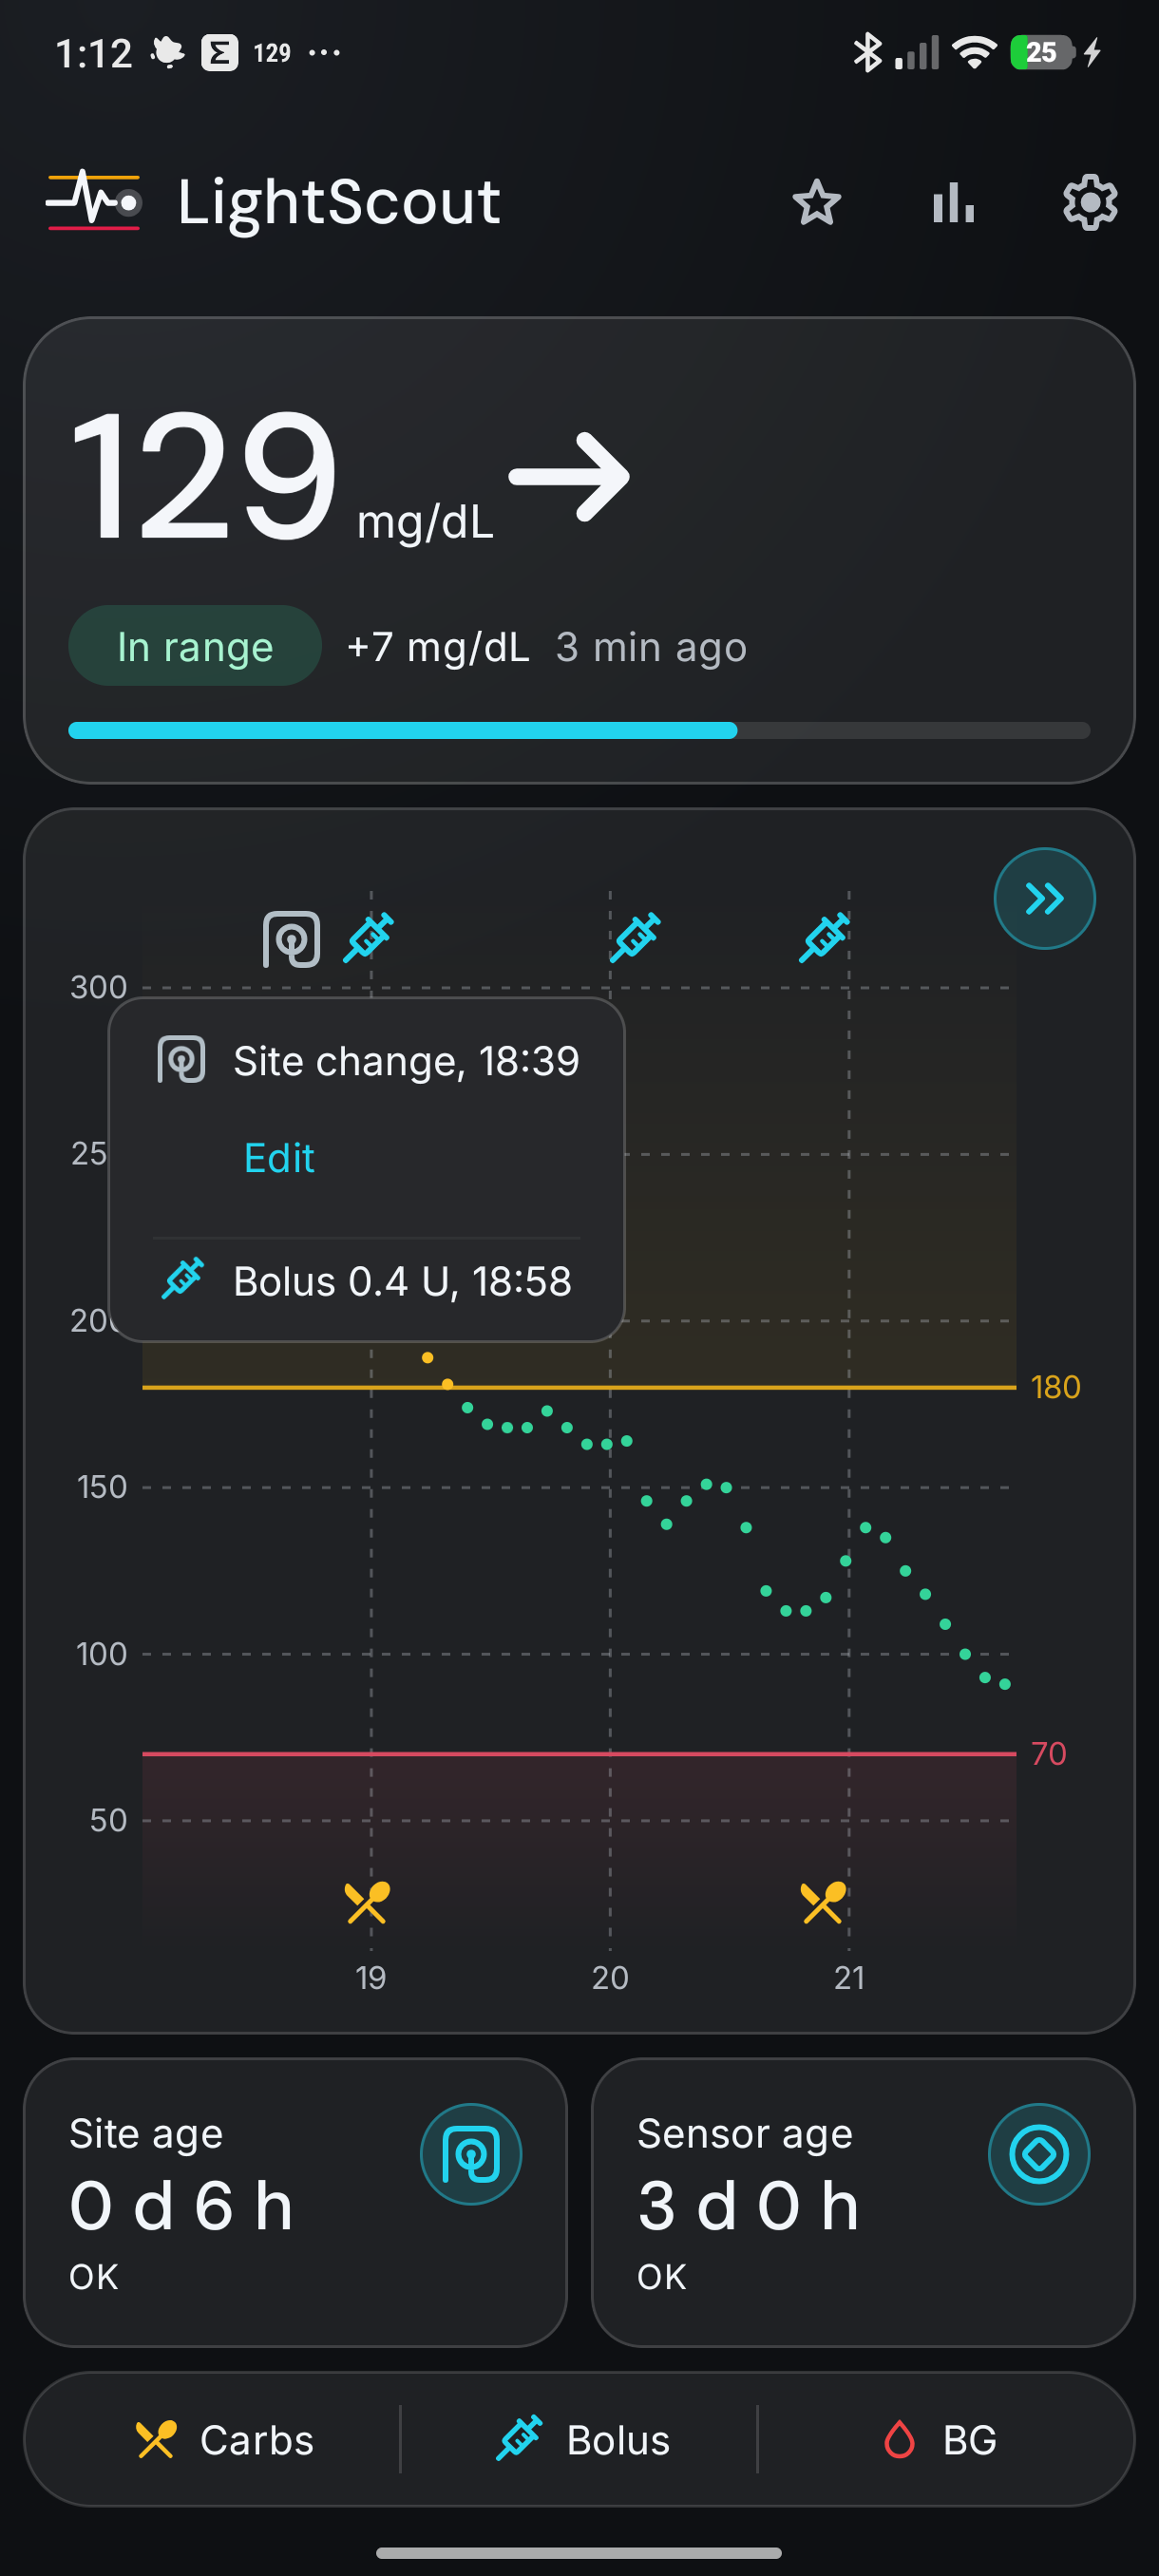 1:12 129 ... 25
LightScout
129 mg/dL
In range +7 mg/dL 3 min ago
300
Site change, 18:39
25
Edit
Bolus 0.4 U, 18:58
20
180
150
100
70
50
19 20 21
Site age
0 d 6 h
OK
Sensor age
3 d 0 h
OK
Carbs Bolus BG